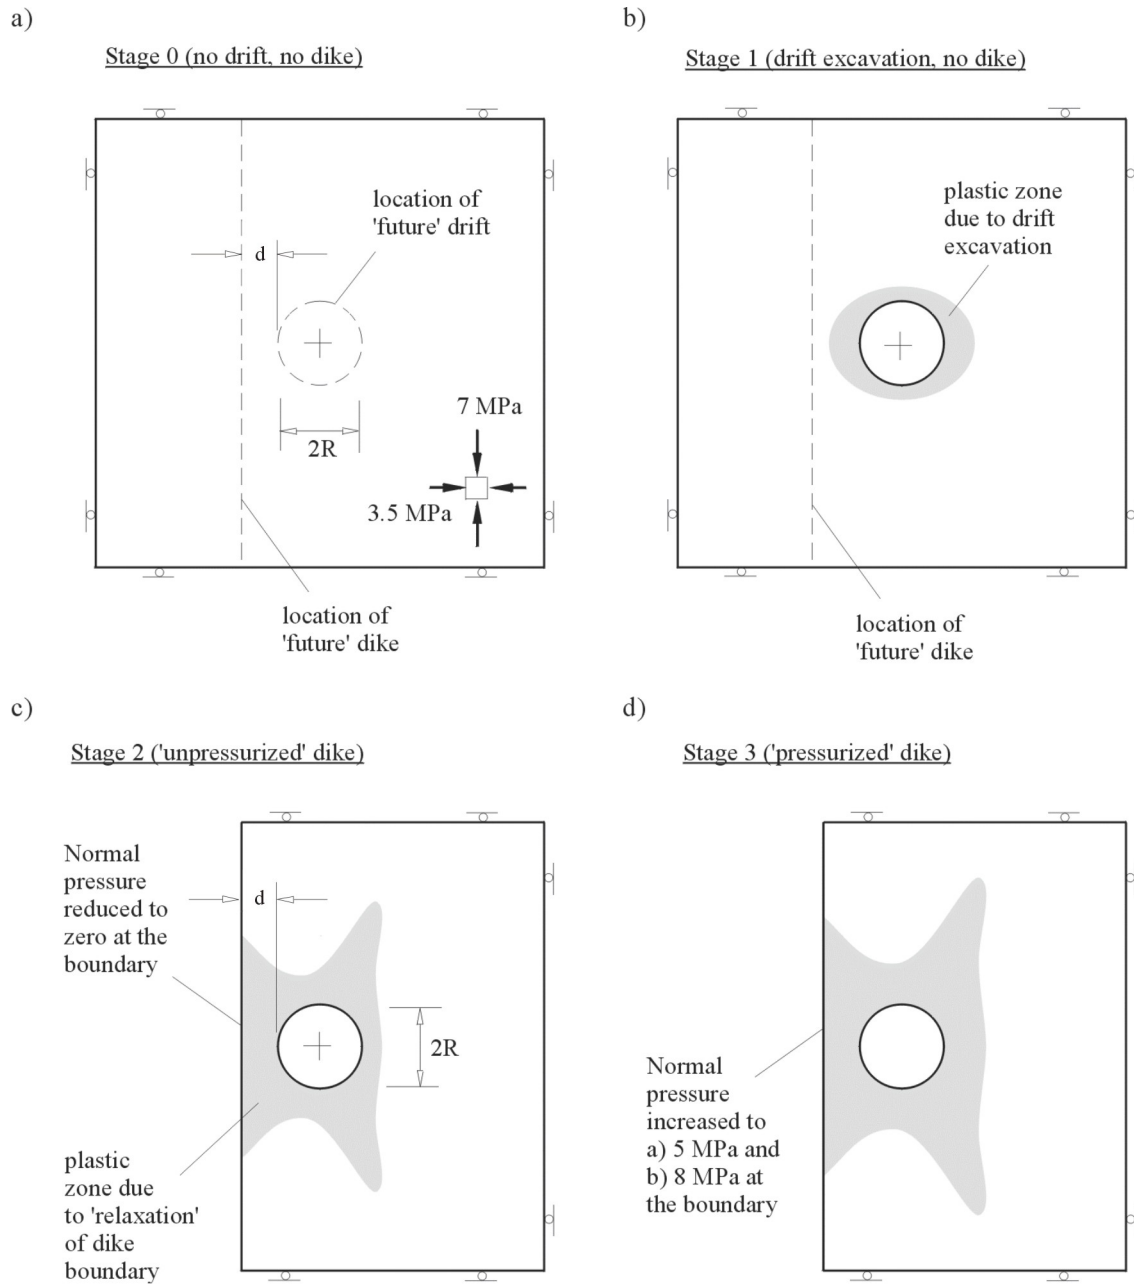 a)
Stage 0 (no drift, no dike)
location of
'future' drift
d
7 MPa
2R
3.5 MPa
location of
'future' dike
b)
Stage 1 (drift excavation, no dike)
plastic zone
due to drift
excavation
location of
'future' dike
c)
Stage 2 ('unpressurized' dike)
Normal
pressure
reduced to
zero at the
boundary
d
2R
plastic
zone due
to 'relaxation'
of dike
boundary
d)
Stage 3 ('pressurized' dike)
Normal
pressure
increased to
a) 5 MPa and
b) 8 MPa at
the boundary